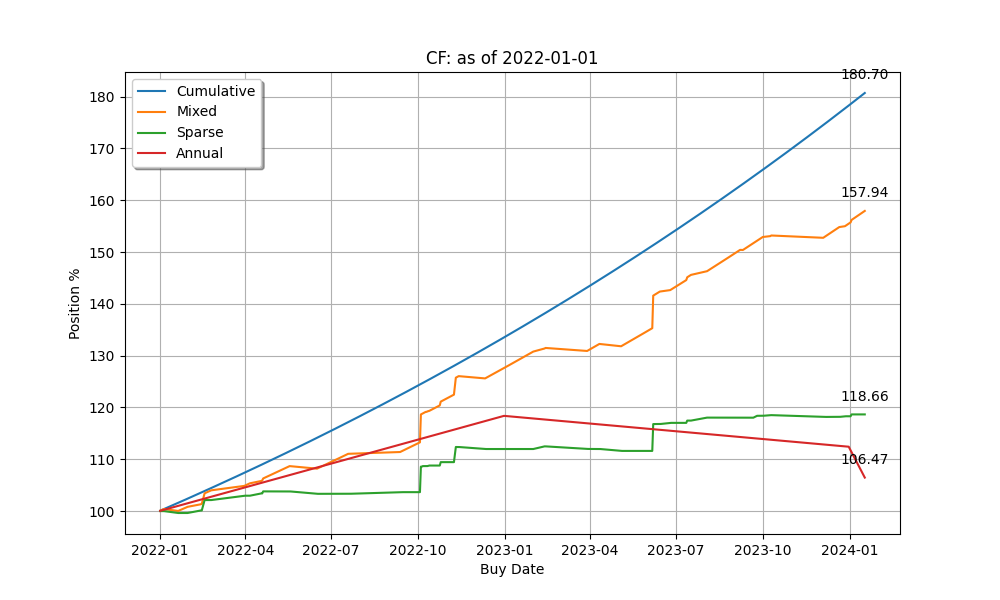 CF: as of 2022-01-01
180.70
Cumulative
Mixed
Sparse
Annual
157.94
118.66
106.47
Position %
180
170
160
150
140
130
120
110
100
2022-01 2022-04 2022-07 2022-10 2023-01 2023-04 2023-07 2023-10 2024-01
Buy Date